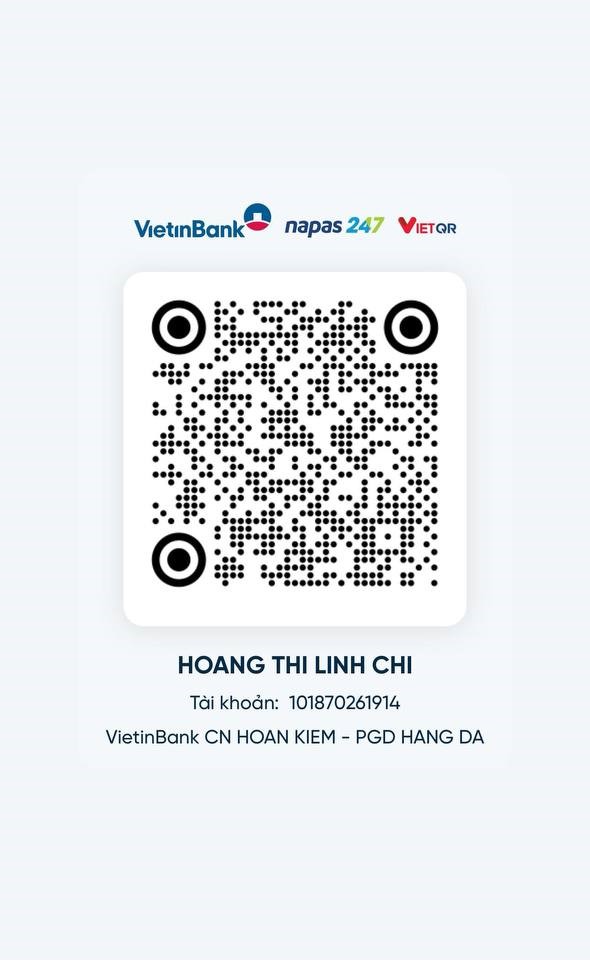 VietinBank napas 247 VIETQR
HOANG THI LINH CHI
Tài khoản: 101870261914
VietinBank CN HOAN KIEM - PGD HANG DA